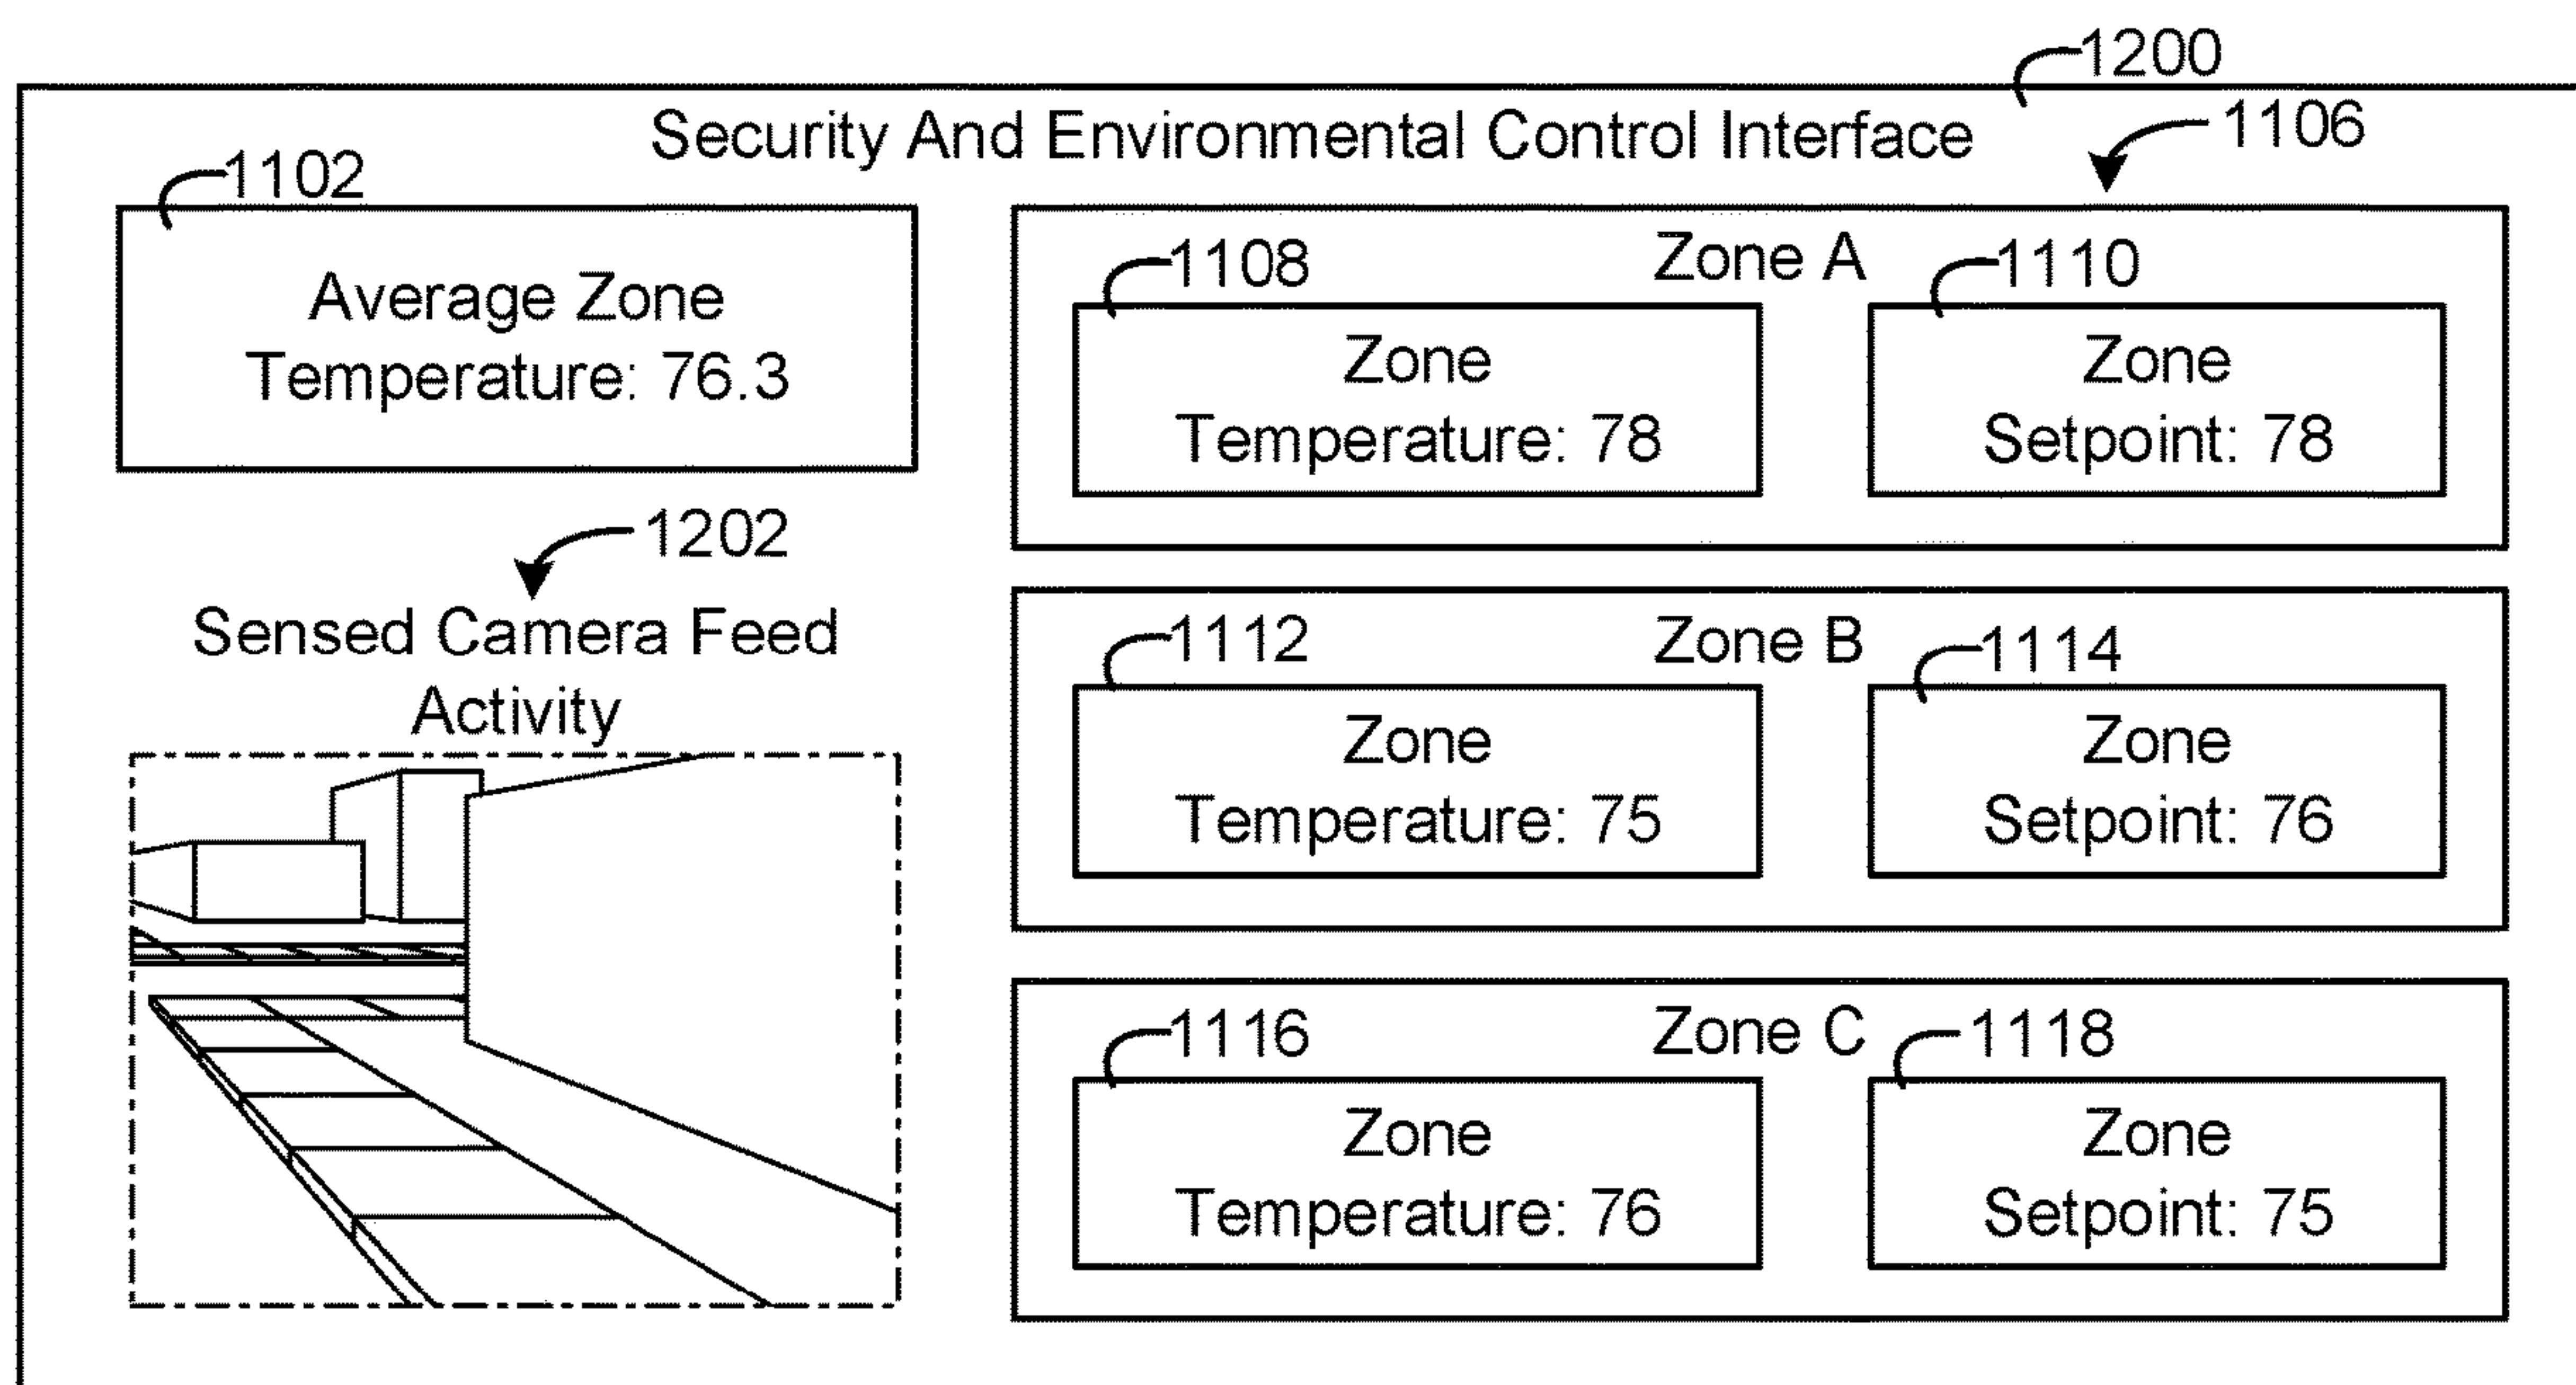 1200
Security And Environmental Control Interface
1106
1102
Average Zone
Temperature: 76.3
1202
Sensed Camera Feed
Activity
Zone A
1108
Zone
Temperature: 78
1110
Zone
Setpoint: 78
Zone B
1112
Zone
Temperature: 75
1114
Zone
Setpoint: 76
Zone C
1116
Zone
Temperature: 76
1118
Zone
Setpoint: 75